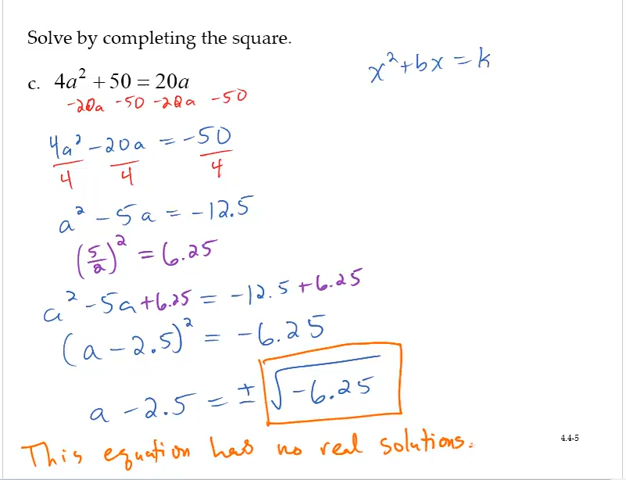 Solve by completing the square.
x² + bx = k
c. 4a² + 50 = 20a
-20a -50 -20a -50
4a²/4 - 20a/4 = -50/4
a² - 5a = -12.5
(5/2)² = 6.25
a² - 5a + 6.25 = -12.5 + 6.25
(a - 2.5)² = -6.25
a - 2.5 = ± √-6.25
This equation has no real solutions.
4.4-5